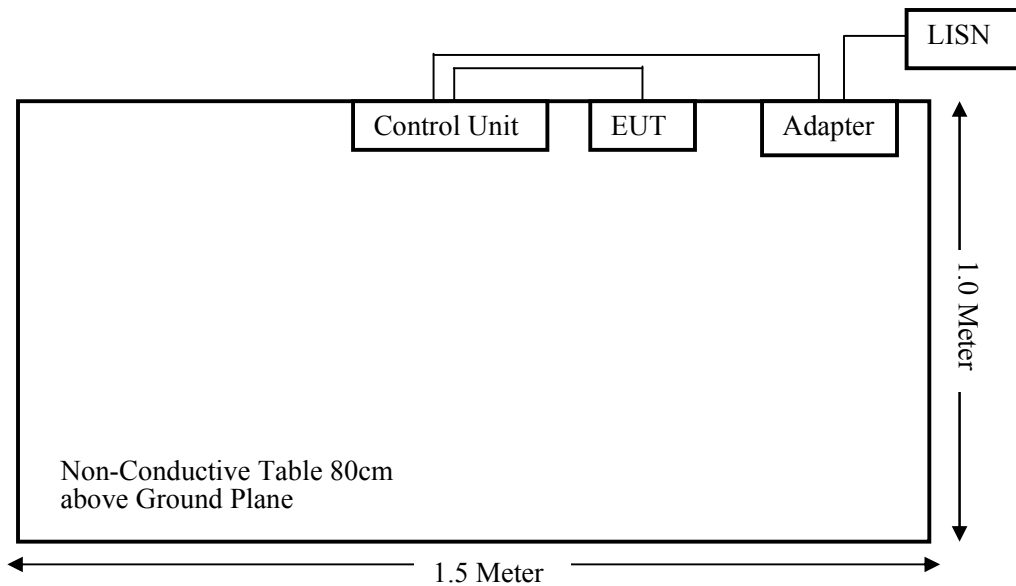 LISN
Control Unit
EUT
Adapter
1.0 Meter
Non-Conductive Table 80cm
above Ground Plane
1.5 Meter